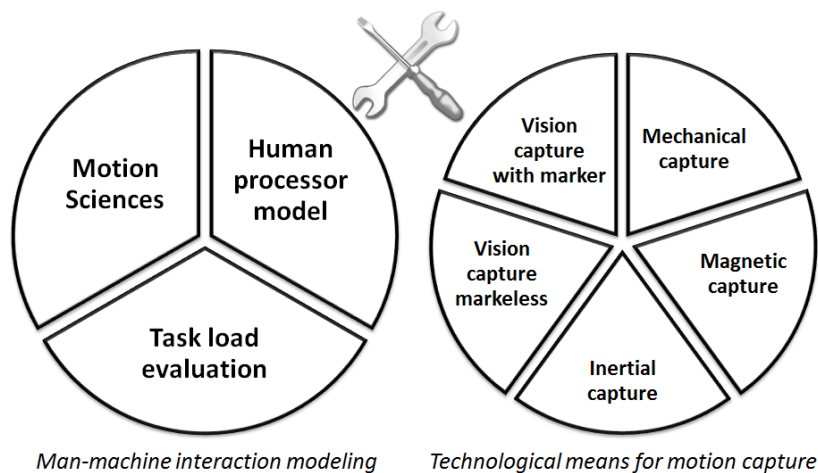 Motion
Sciences
Human
processor
model
Task load
evaluation
Man-machine interaction modeling
Vision
capture
with marker
Mechanical
capture
Vision
capture
markeless
Magnetic
capture
Inertial
capture
Technological means for motion capture